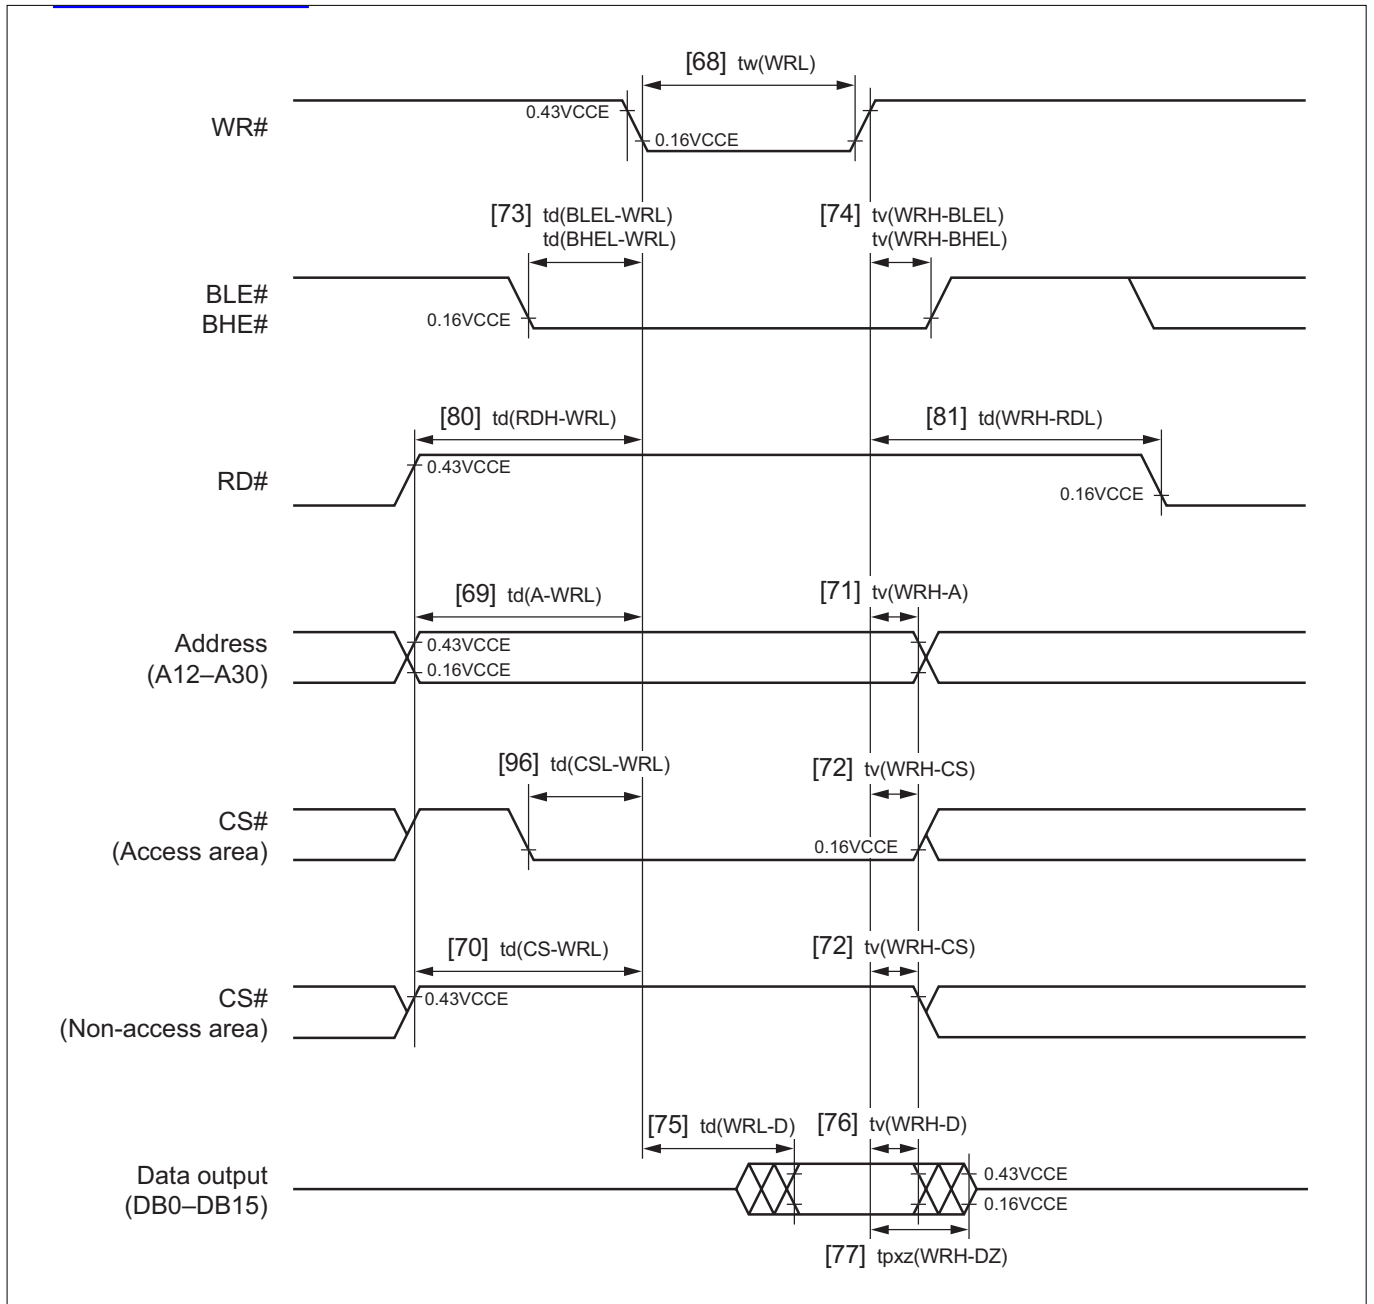 [68] tw(WRL)
WR#
0.43VCCE
0.16VCCE
[73] td(BLEL-WRL)
td(BHEL-WRL)
[74] tv(WRH-BLEL)
tv(WRH-BHEL)
BLE#
BHE#
0.16VCCE
[80] td(RDH-WRL)
[81] td(WRH-RDL)
RD#
0.43VCCE
0.16VCCE
[69] td(A-WRL)
[71] tv(WRH-A)
Address
(A12–A30)
0.43VCCE
0.16VCCE
[96] td(CSL-WRL)
[72] tv(WRH-CS)
CS#
(Access area)
0.16VCCE
[70] td(CS-WRL)
[72] tv(WRH-CS)
CS#
(Non-access area)
0.43VCCE
[75] td(WRL-D)
[76] tv(WRH-D)
Data output
(DB0–DB15)
0.43VCCE
0.16VCCE
[77] tpxz(WRH-DZ)